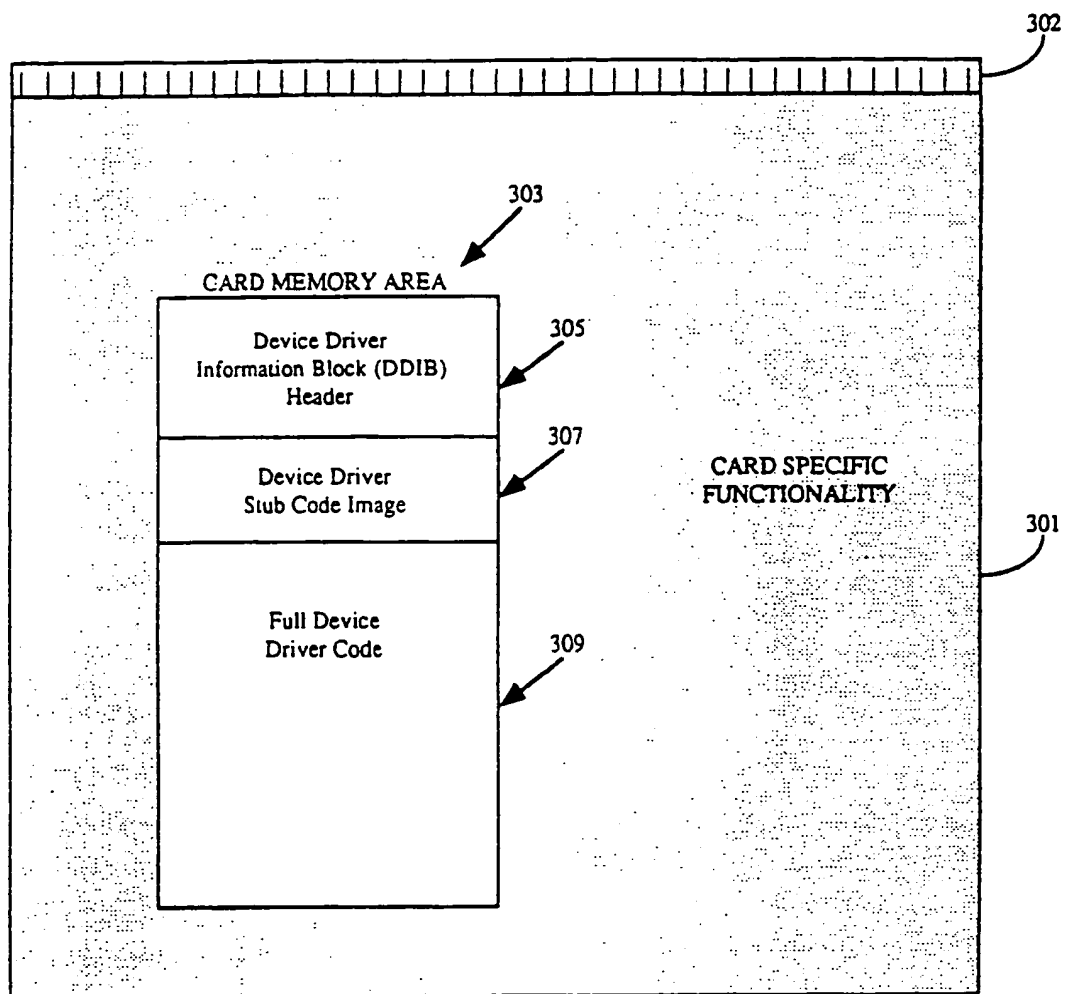 302
303
CARD MEMORY AREA
Device Driver
Information Block (DDIB)
Header
305
307
Device Driver
Stub Code Image
CARD SPECIFIC
FUNCTIONALITY
301
Full Device
Driver Code
309